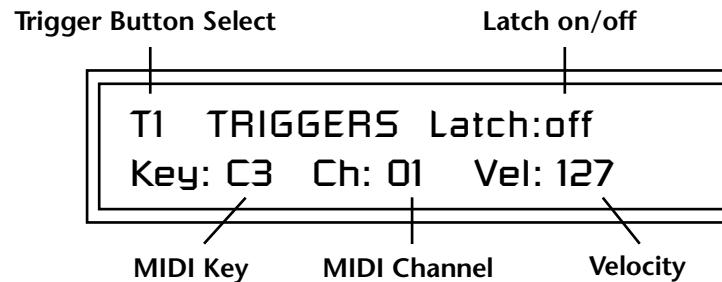 Trigger Button Select Latch on/off
T1 TRIGGERS Latch:off
Key: C3 Ch: 01 Vel: 127
MIDI Key MIDI Channel Velocity